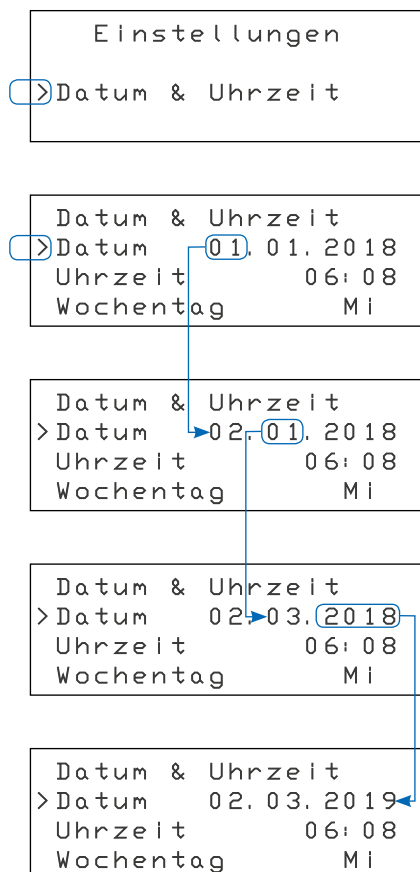 Einstellungen
>Datum & Uhrzeit
Datum & Uhrzeit
>Datum 01.01.2018
Uhrzeit 06:08
Wochentag Mi
Datum & Uhrzeit
>Datum 02.01.2018
Uhrzeit 06:08
Wochentag Mi
Datum & Uhrzeit
>Datum 02.03.2018
Uhrzeit 06:08
Wochentag Mi
Datum & Uhrzeit
>Datum 02.03.2019
Uhrzeit 06:08
Wochentag Mi